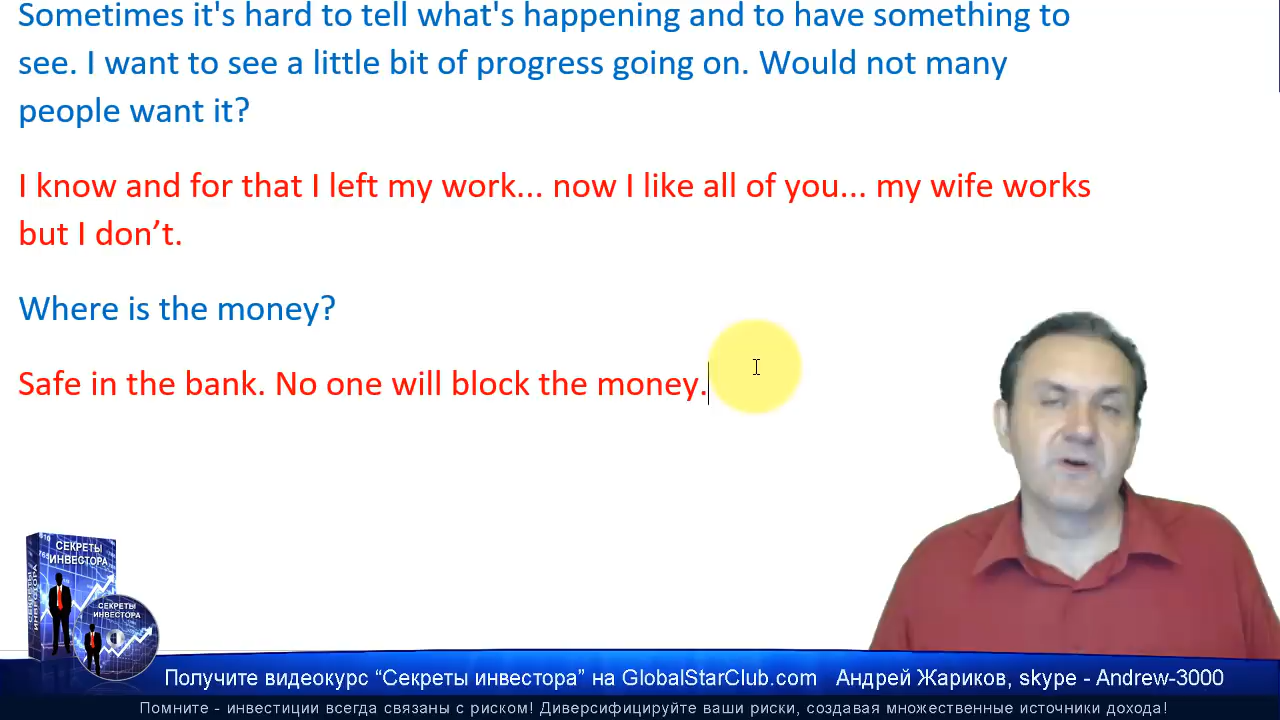 Sometimes it's hard to tell what's happening and to have something to
see. I want to see a little bit of progress going on. Would not many
people want it?
I know and for that I left my work... now I like all of you... my wife works
but I don’t.
Where is the money?
Safe in the bank. No one will block the money.
СЕКРЕТЫ
ИНВЕСТОРА
СЕКРЕТЫ
ИНВЕСТОРА
Получите видеокурс “Секреты инвестора” на GlobalStarClub.com Андрей Жариков, skype - Andrew-3000
Помните - инвестиции всегда связаны с риском! Диверсифицируйте ваши риски, создавая множественные источники дохода!